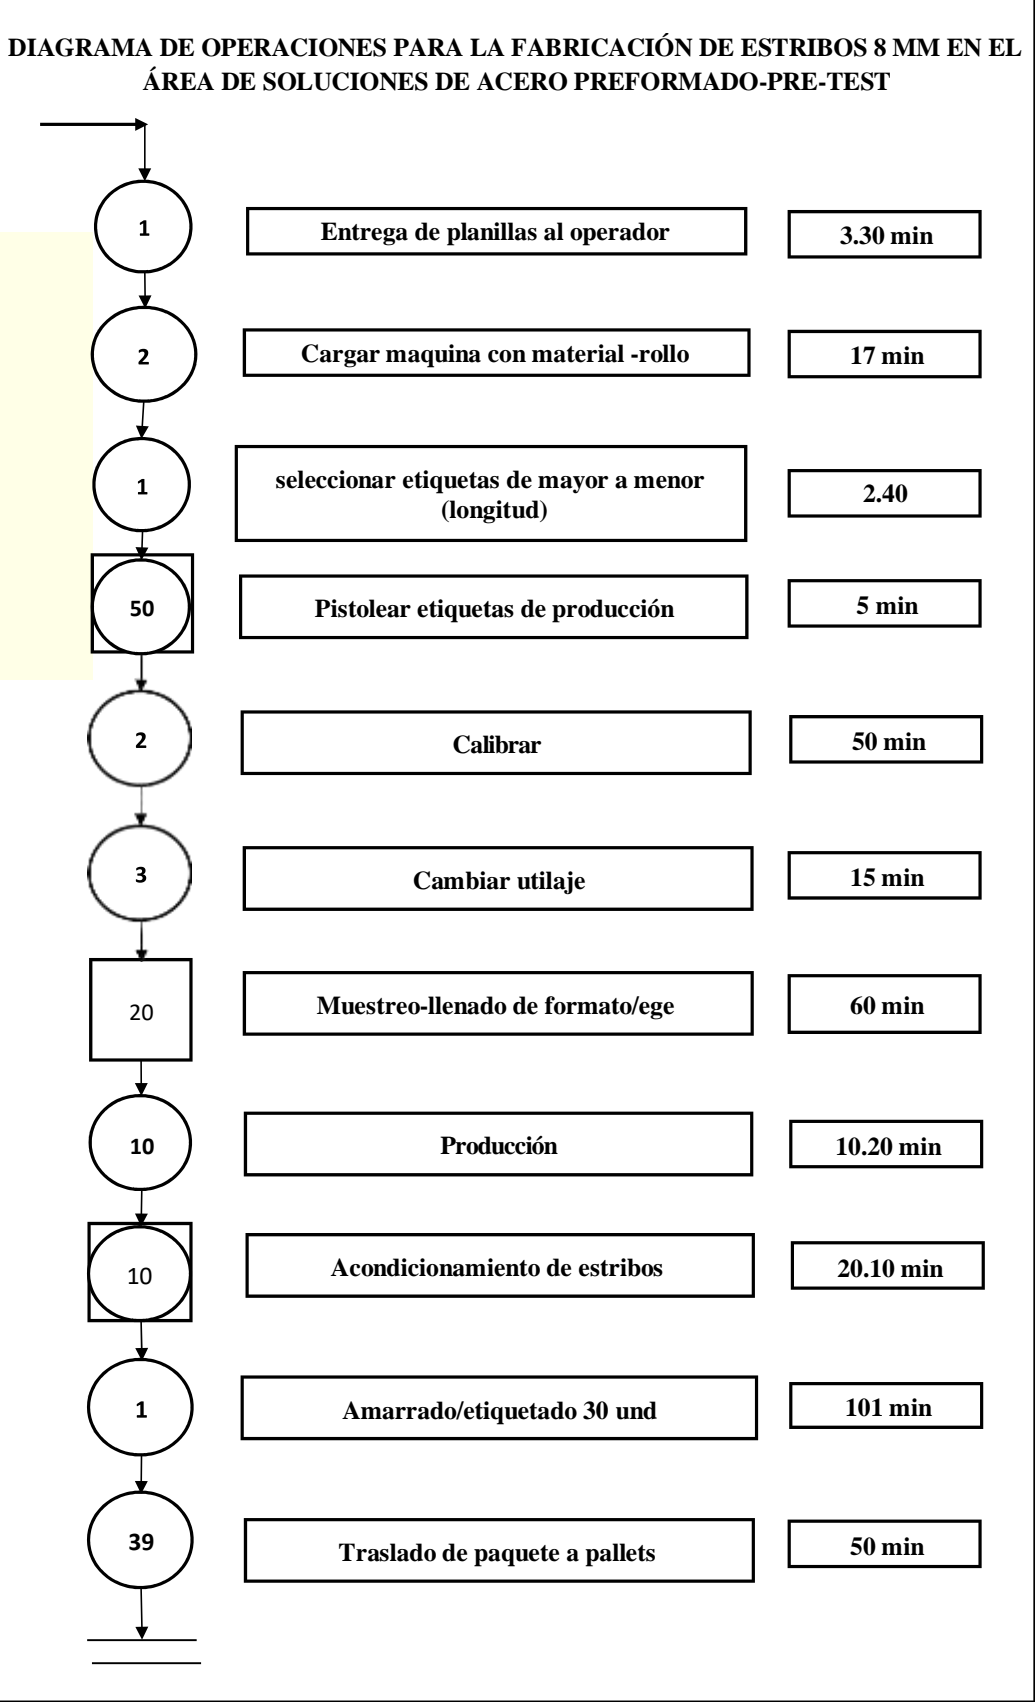 DIAGRAMA DE OPERACIONES PARA LA FABRICACIÓN DE ESTRIBOS 8 MM EN EL
ÁREA DE SOLUCIONES DE ACERO PREFORMADO-PRE-TEST
1
Entrega de planillas al operador
3.30 min
2
Cargar maquina con material -rollo
17 min
1
seleccionar etiquetas de mayor a menor
(longitud)
2.40
50
Pistolear etiquetas de producción
5 min
2
Calibrar
50 min
3
Cambiar utilaje
15 min
20
Muestreo-llenado de formato/ege
60 min
10
Producción
10.20 min
10
Acondicionamiento de estribos
20.10 min
1
Amarrado/etiquetado 30 und
101 min
39
Traslado de paquete a pallets
50 min